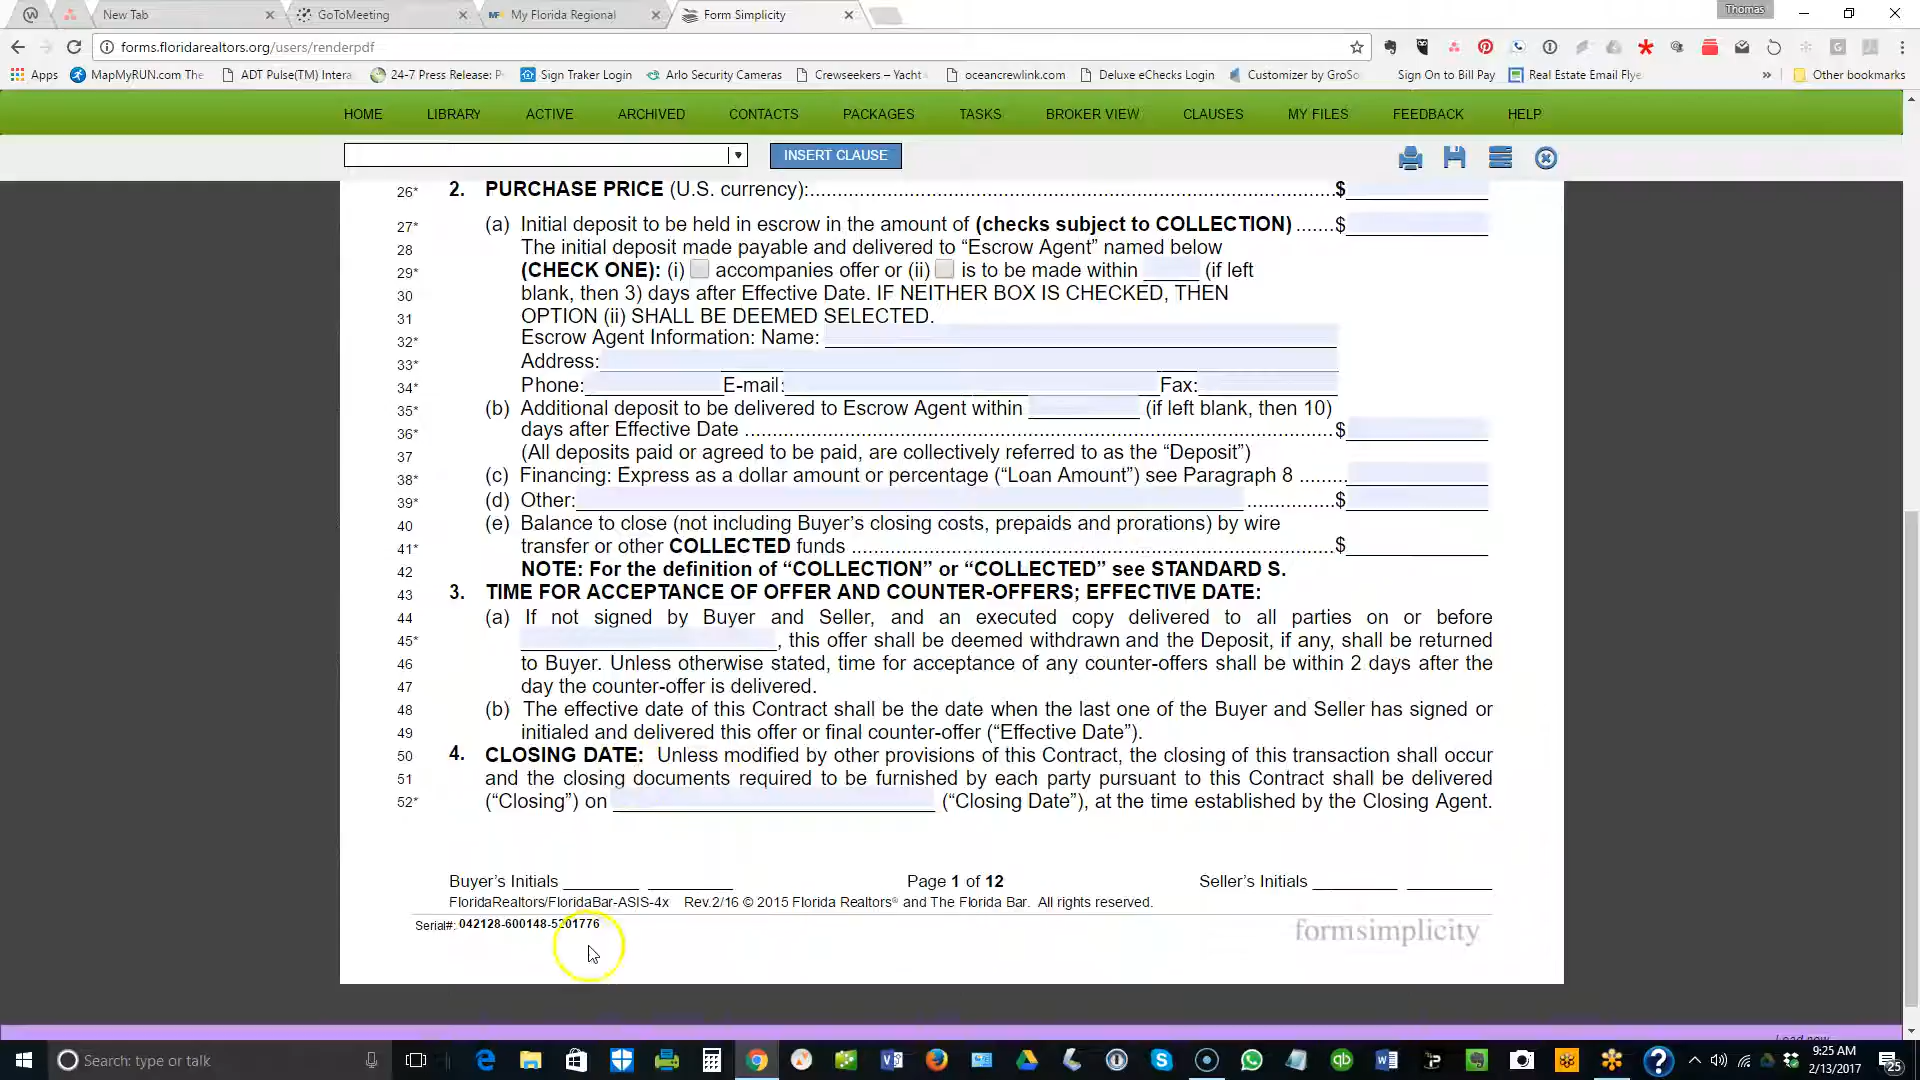 New Tab
GoToMeeting
My Florida Regional
Form Simplicity
Thomas
forms.floridarealtors.org/users/renderpdf
Apps
MapMyRUN.com The
ADT Pulse(TM) Intera
24-7 Press Release: P
Sign Traker Login
Arlo Security Cameras
Crewseekers – Yacht
oceancrewlink.com
Deluxe eChecks Login
Customizer by GroSo
Sign On to Bill Pay
Real Estate Email Flye
»
Other bookmarks
HOME LIBRARY ACTIVE ARCHIVED CONTACTS PACKAGES TASKS BROKER VIEW CLAUSES MY FILES FEEDBACK HELP
INSERT CLAUSE
26* 2. PURCHASE PRICE (U.S. currency):............................................................$
27* (a) Initial deposit to be held in escrow in the amount of (checks subject to COLLECTION) .......$
28 The initial deposit made payable and delivered to “Escrow Agent” named below
29* (CHECK ONE): (i) accompanies offer or (ii) is to be made within ______ (if left
30 blank, then 3) days after Effective Date. IF NEITHER BOX IS CHECKED, THEN
31 OPTION (ii) SHALL BE DEEMED SELECTED.
32* Escrow Agent Information: Name:
33* Address:
34* Phone: E-mail: Fax:
35* (b) Additional deposit to be delivered to Escrow Agent within ______ (if left blank, then 10)
36* days after Effective Date ............................................................$
37 (All deposits paid or agreed to be paid, are collectively referred to as the “Deposit”)
38* (c) Financing: Express as a dollar amount or percentage (“Loan Amount”) see Paragraph 8 ........
39* (d) Other: ................$
40 (e) Balance to close (not including Buyer’s closing costs, prepaids and prorations) by wire
41* transfer or other COLLECTED funds ............................................................$
42 NOTE: For the definition of “COLLECTION” or “COLLECTED” see STANDARD S.
43 3. TIME FOR ACCEPTANCE OF OFFER AND COUNTER-OFFERS; EFFECTIVE DATE:
44 (a) If not signed by Buyer and Seller, and an executed copy delivered to all parties on or before
45* ______, this offer shall be deemed withdrawn and the Deposit, if any, shall be returned
46 to Buyer. Unless otherwise stated, time for acceptance of any counter-offers shall be within 2 days after the
47 day the counter-offer is delivered.
48 (b) The effective date of this Contract shall be the date when the last one of the Buyer and Seller has signed or
49 initialed and delivered this offer or final counter-offer (“Effective Date”).
50 4. CLOSING DATE: Unless modified by other provisions of this Contract, the closing of this transaction shall occur
51 and the closing documents required to be furnished by each party pursuant to this Contract shall be delivered
52* (“Closing”) on ______ (“Closing Date”), at the time established by the Closing Agent.
Buyer’s Initials ______ ______ Page 1 of 12 Seller’s Initials ______ ______
FloridaRealtors/FloridaBar-ASIS-4x Rev.2/16 © 2015 Florida Realtors® and The Florida Bar. All rights reserved.
Serial#: 042128-600148-5201776
formsimplicity
Search: type or talk
9:25 AM
2/13/2017
25